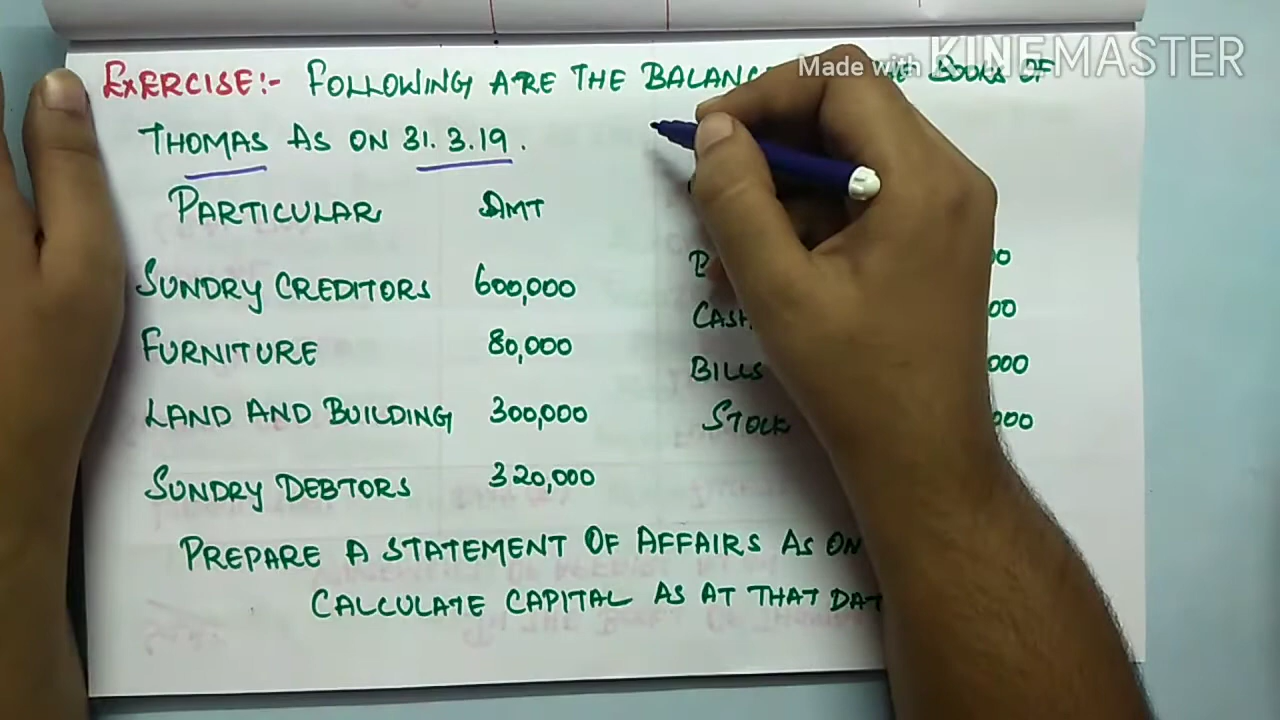 Made with KINEMASTER
EXERCISE:- FOLLOWING ARE THE BOOKS OF
THOMAS AS ON 31.3.19.
PARTICULAR AMT
SUNDRY CREDITORS 600,000
FURNITURE 80,000
LAND AND BUILDING 300,000
SUNDRY DEBTORS 320,000
CASH
BILLS
STOCK
PREPARE A STATEMENT OF AFFAIRS AS ON
CALCULATE CAPITAL AS AT THAT